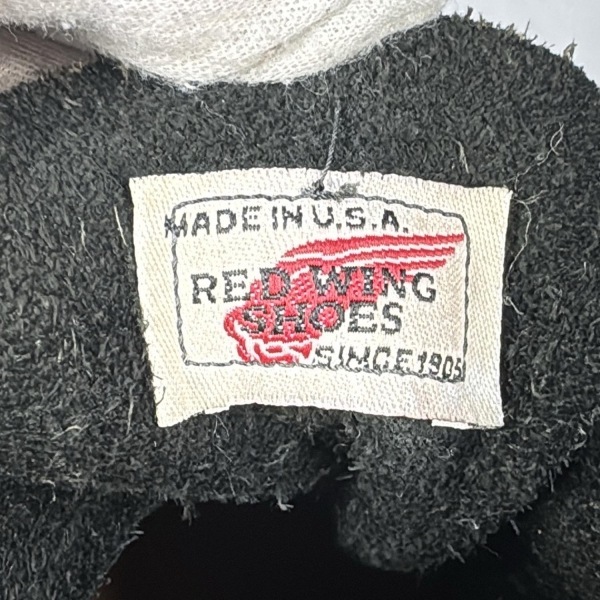 MADE IN U.S.A.
RED WING
SHOES
SINCE 1905